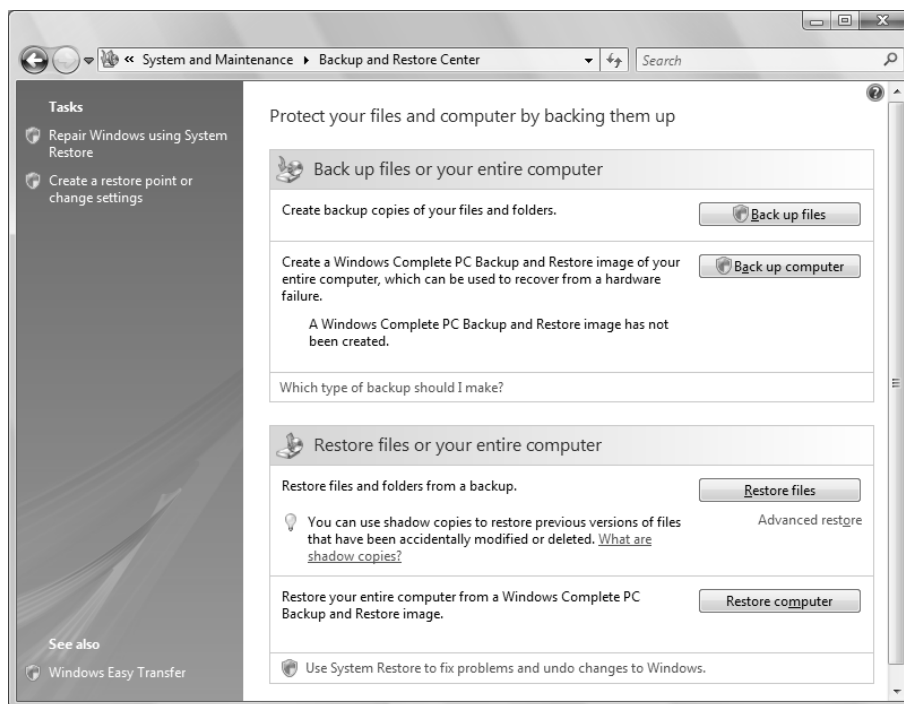 « System and Maintenance ▸ Backup and Restore Center
Search
Tasks
Repair Windows using System
Restore
Create a restore point or
change settings
See also
Windows Easy Transfer
Protect your files and computer by backing them up
Back up files or your entire computer
Create backup copies of your files and folders.
Back up files
Create a Windows Complete PC Backup and Restore image of your
entire computer, which can be used to recover from a hardware
failure.
Back up computer
A Windows Complete PC Backup and Restore image has not
been created.
Which type of backup should I make?
Restore files or your entire computer
Restore files and folders from a backup.
Restore files
You can use shadow copies to restore previous versions of files
that have been accidentally modified or deleted. What are
shadow copies?
Advanced restore
Restore your entire computer from a Windows Complete PC
Backup and Restore image.
Restore computer
Use System Restore to fix problems and undo changes to Windows.